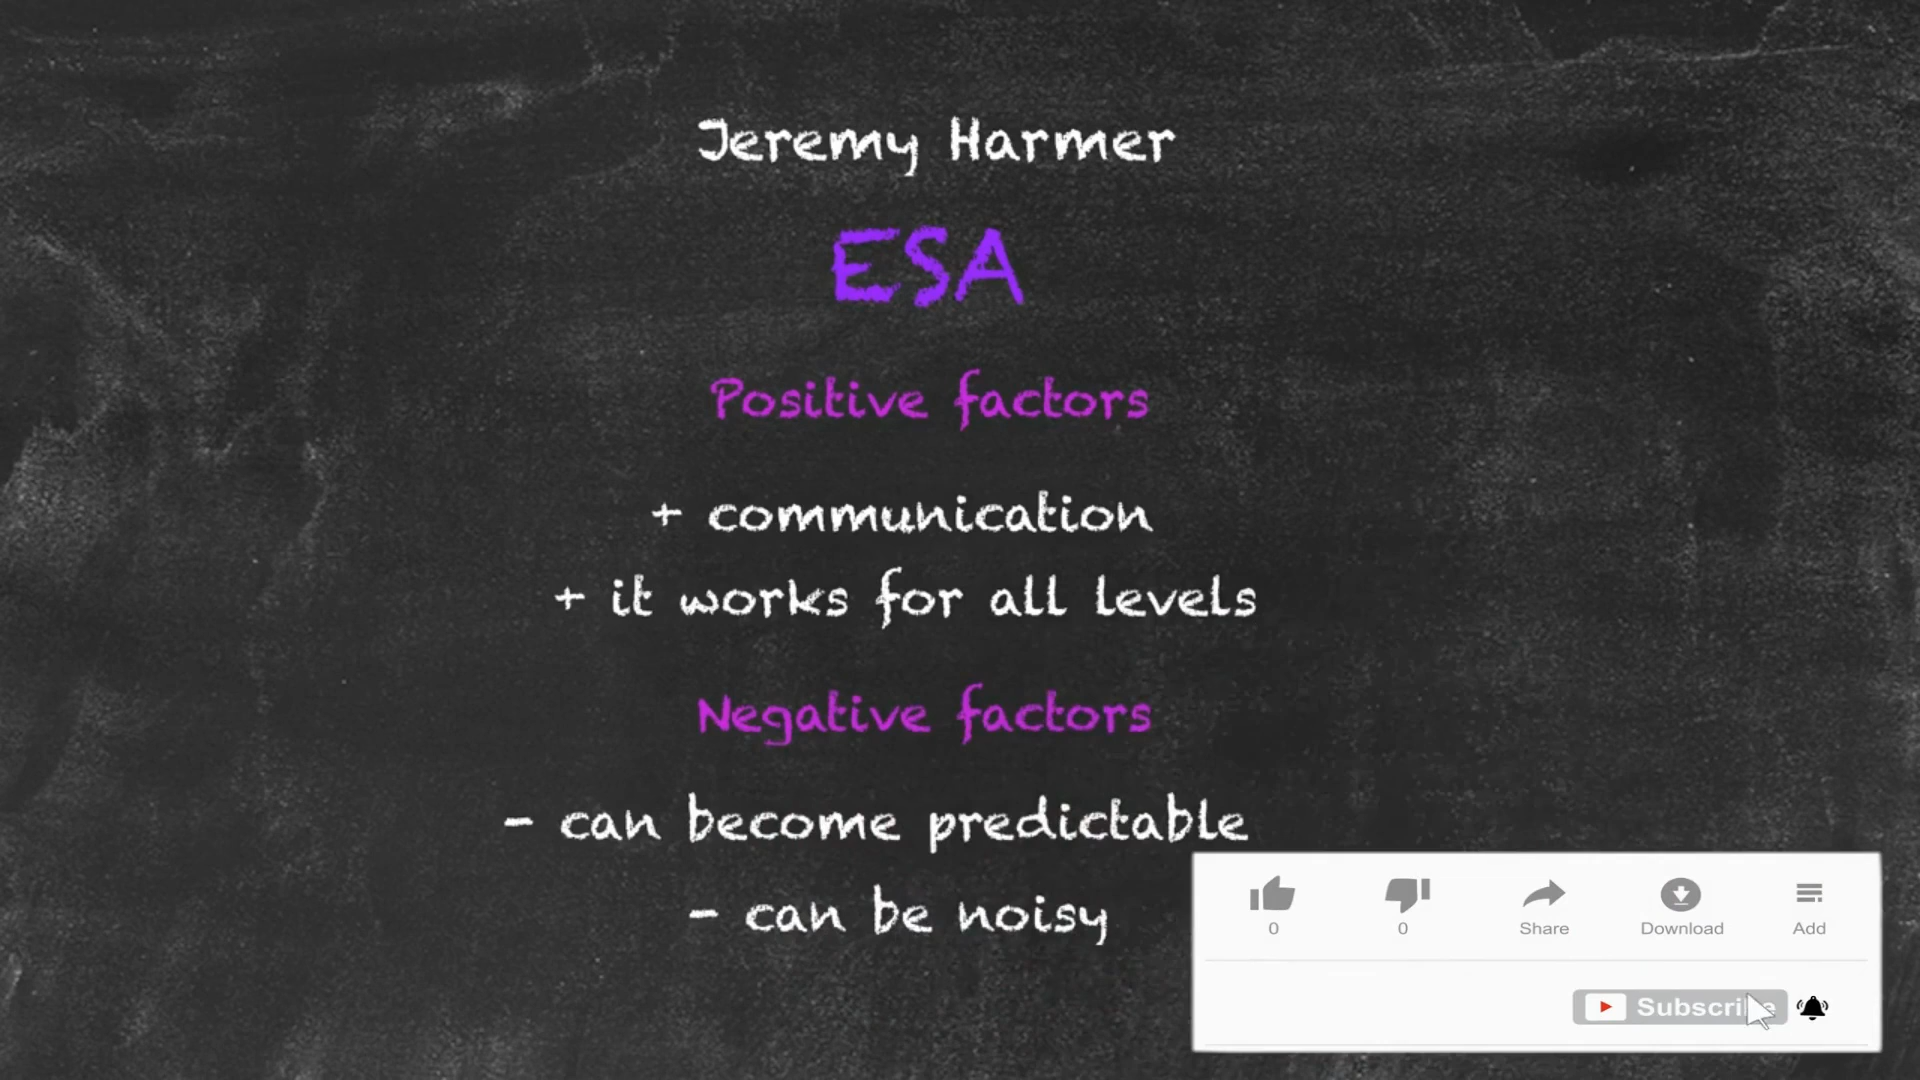 Jeremy Harmer
ESA
Positive factors
+ communication
+ it works for all levels
Negative factors
- can become predictable
- can be noisy
0 0 Share Download Add
Subscribe